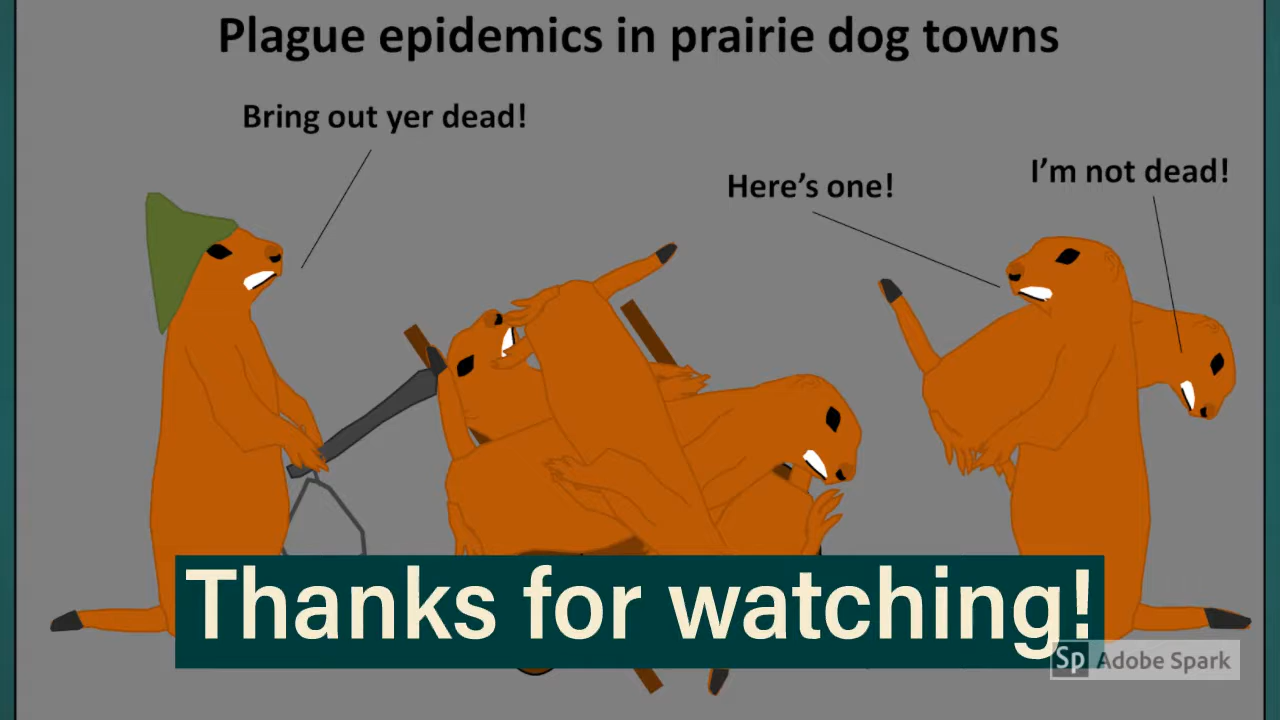 Plague epidemics in prairie dog towns
Bring out yer dead!
Here's one!
I'm not dead!
Thanks for watching!
Sp Adobe Spark